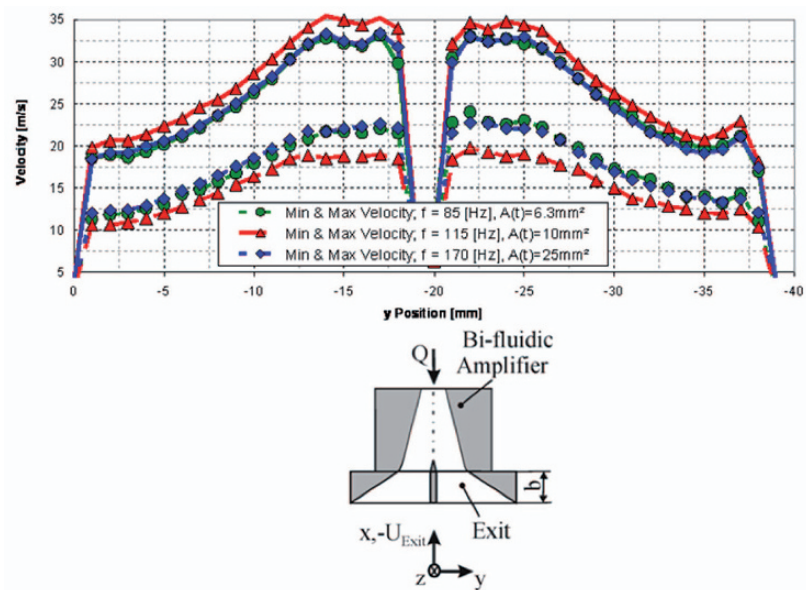 35
30
25
20
15
10
5
Velocity [m/s]
Min & Max Velocity; f = 85 [Hz], A(t)=6.3mm²
Min & Max Velocity; f = 115 [Hz], A(t)=10mm²
Min & Max Velocity; f = 170 [Hz], A(t)=25mm²
0 -5 -10 -15 -20 -25 -30 -35 -40
y Position [mm]
Q
Bi-fluidic
Amplifier
b
Exit
x,-U_Exit
z y